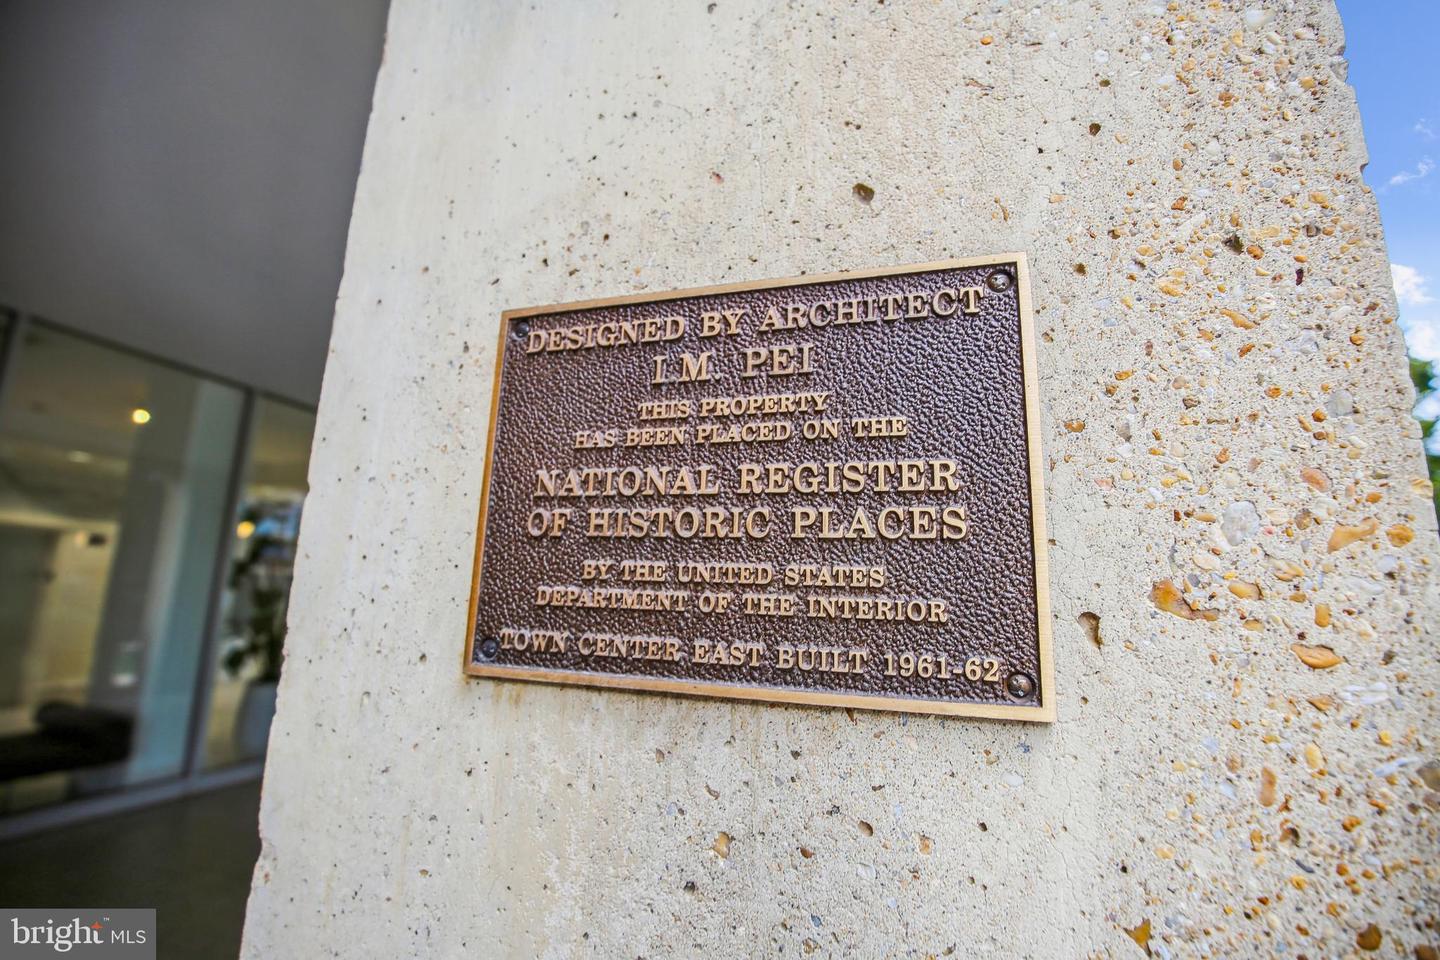 DESIGNED BY ARCHITECT
I.M. PEI
THIS PROPERTY
HAS BEEN PLACED ON THE
NATIONAL REGISTER
OF HISTORIC PLACES
BY THE UNITED STATES
DEPARTMENT OF THE INTERIOR
TOWN CENTER EAST BUILT 1961-62
bright™ MLS